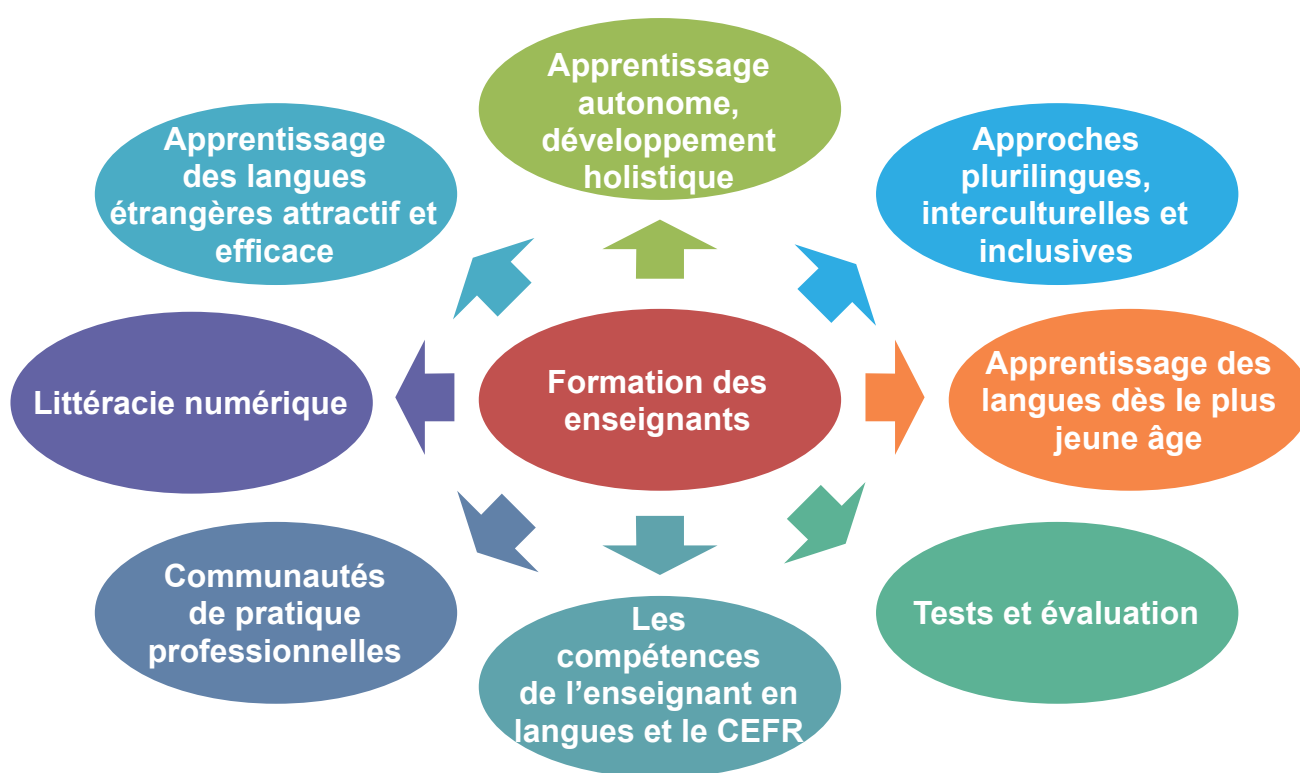 Apprentissage
autonome,
développement
holistique
Apprentissage
des langues
étrangères attractif et
efficace
Approches
plurilingues,
interculturelles et
inclusives
Littéracie numérique
Formation des
enseignants
Apprentissage des
langues dès le plus
jeune âge
Communautés
de pratique
professionnelles
Les
compétences
de l’enseignant en
langues et le CEFR
Tests et évaluation